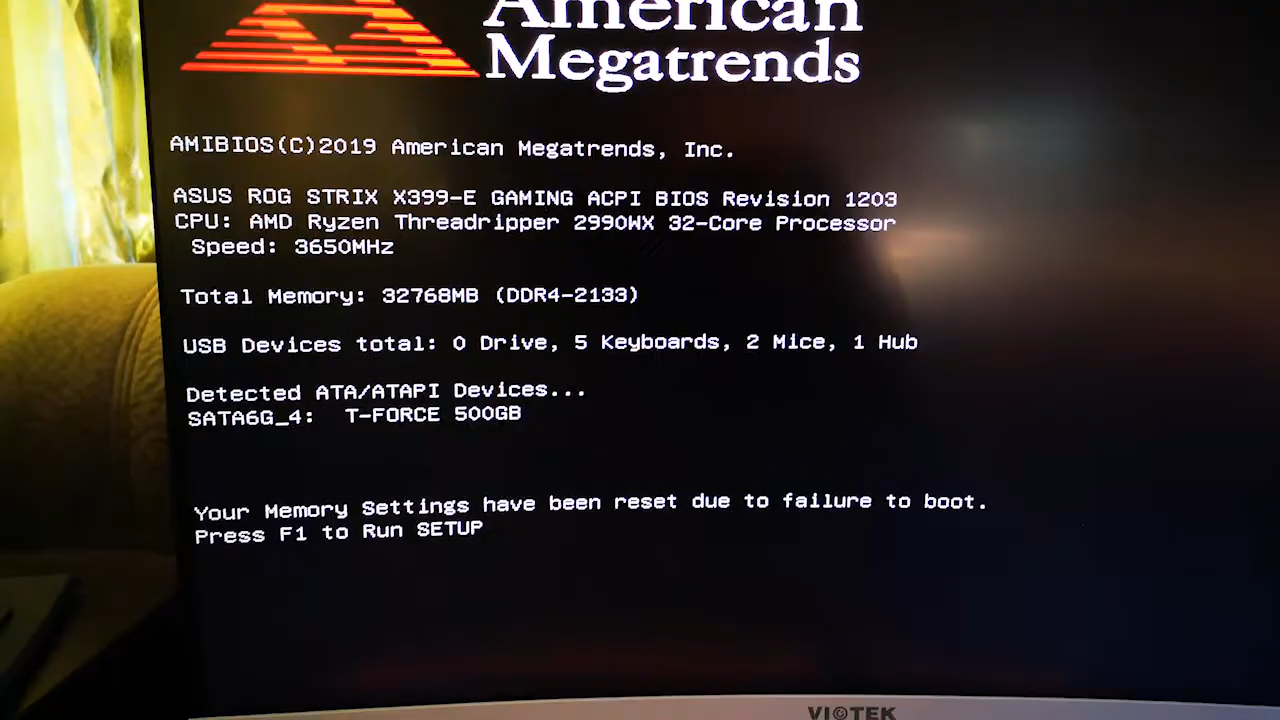 American
Megatrends
AMIBIOS(C)2019 American Megatrends, Inc.
ASUS ROG STRIX X399-E GAMING ACPI BIOS Revision 1203
CPU: AMD Ryzen Threadripper 2990WX 32-Core Processor
Speed: 3650MHz
Total Memory: 32768MB (DDR4-2133)
USB Devices total: 0 Drive, 5 Keyboards, 2 Mice, 1 Hub
Detected ATA/ATAPI Devices...
SATA6G_4: T-FORCE 500GB
Your Memory Settings have been reset due to failure to boot.
Press F1 to Run SETUP
VIOTEK